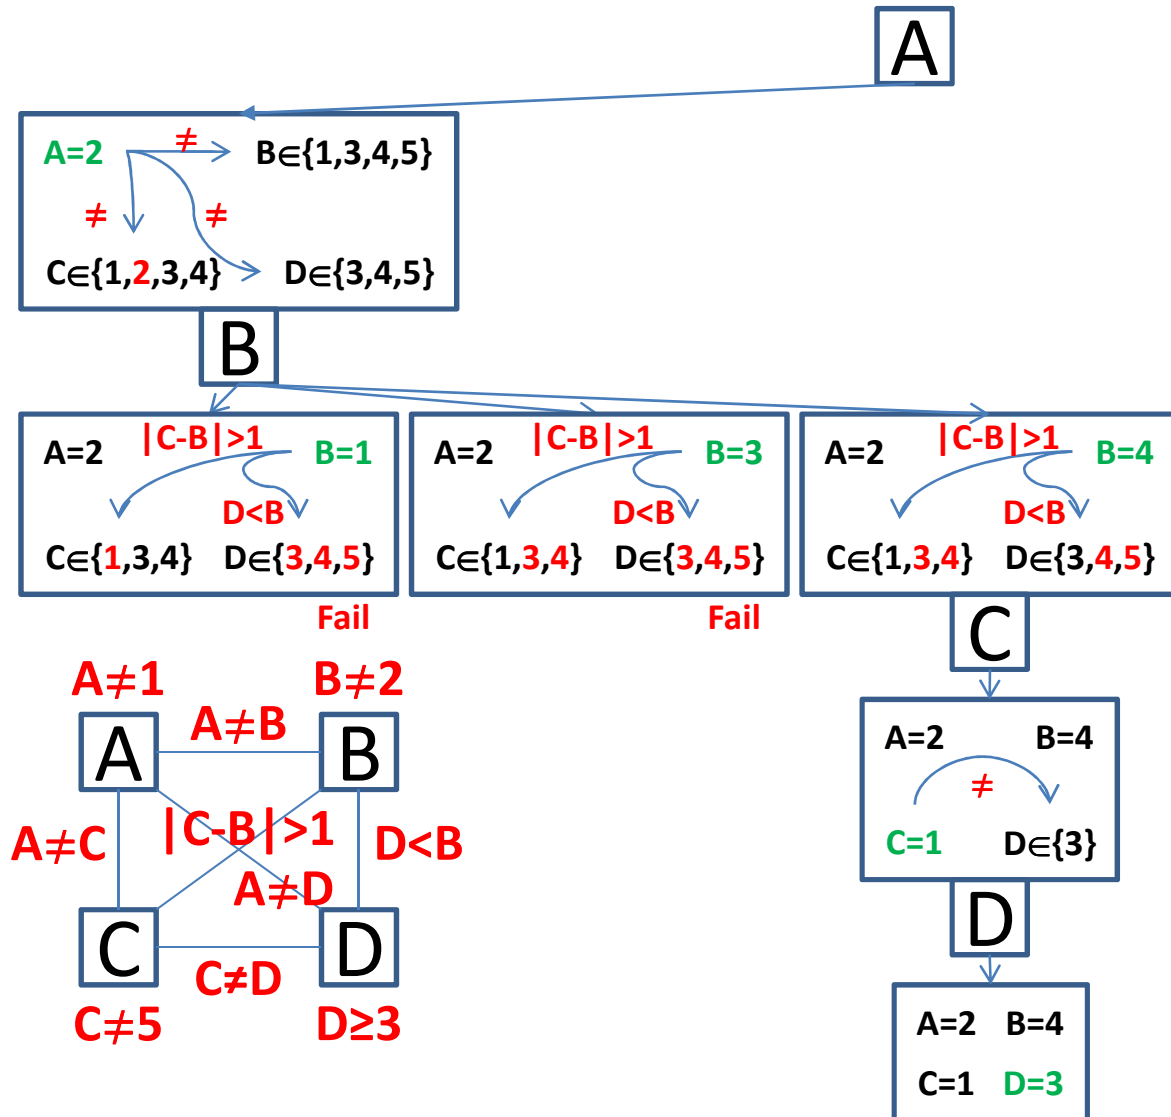 A
A=2 ≠ B∈{1,3,4,5}
≠ ≠
C∈{1,2,3,4} D∈{3,4,5}
B
A=2 |C-B|>1 B=1
D<B
C∈{1,3,4} D∈{3,4,5}
Fail
A=2 |C-B|>1 B=3
D<B
C∈{1,3,4} D∈{3,4,5}
Fail
A=2 |C-B|>1 B=4
D<B
C∈{1,3,4} D∈{3,4,5}
C
A=2 B=4
≠
C=1 D∈{3}
D
A=2 B=4
C=1 D=3
A≠1 B≠2
A≠B
A B
A≠C |C-B|>1 D<B
A≠D
C D
C≠D
C≠5 D≥3